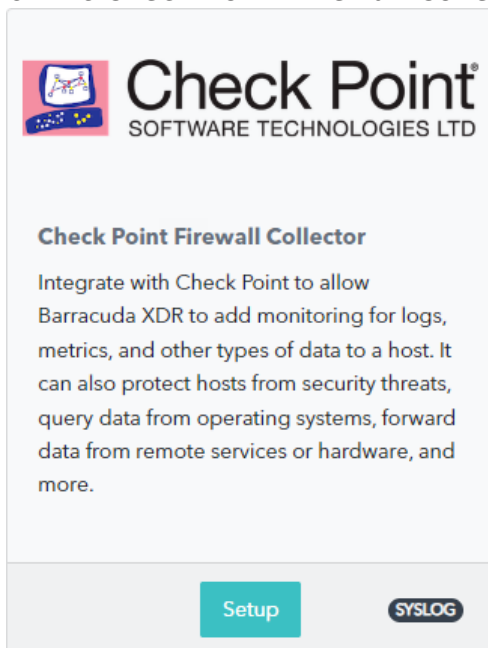 Check Point®
SOFTWARE TECHNOLOGIES LTD
Check Point Firewall Collector
Integrate with Check Point to allow
Barracuda XDR to add monitoring for logs,
metrics, and other types of data to a host. It
can also protect hosts from security threats,
query data from operating systems, forward
data from remote services or hardware, and
more.
Setup
SYSLOG